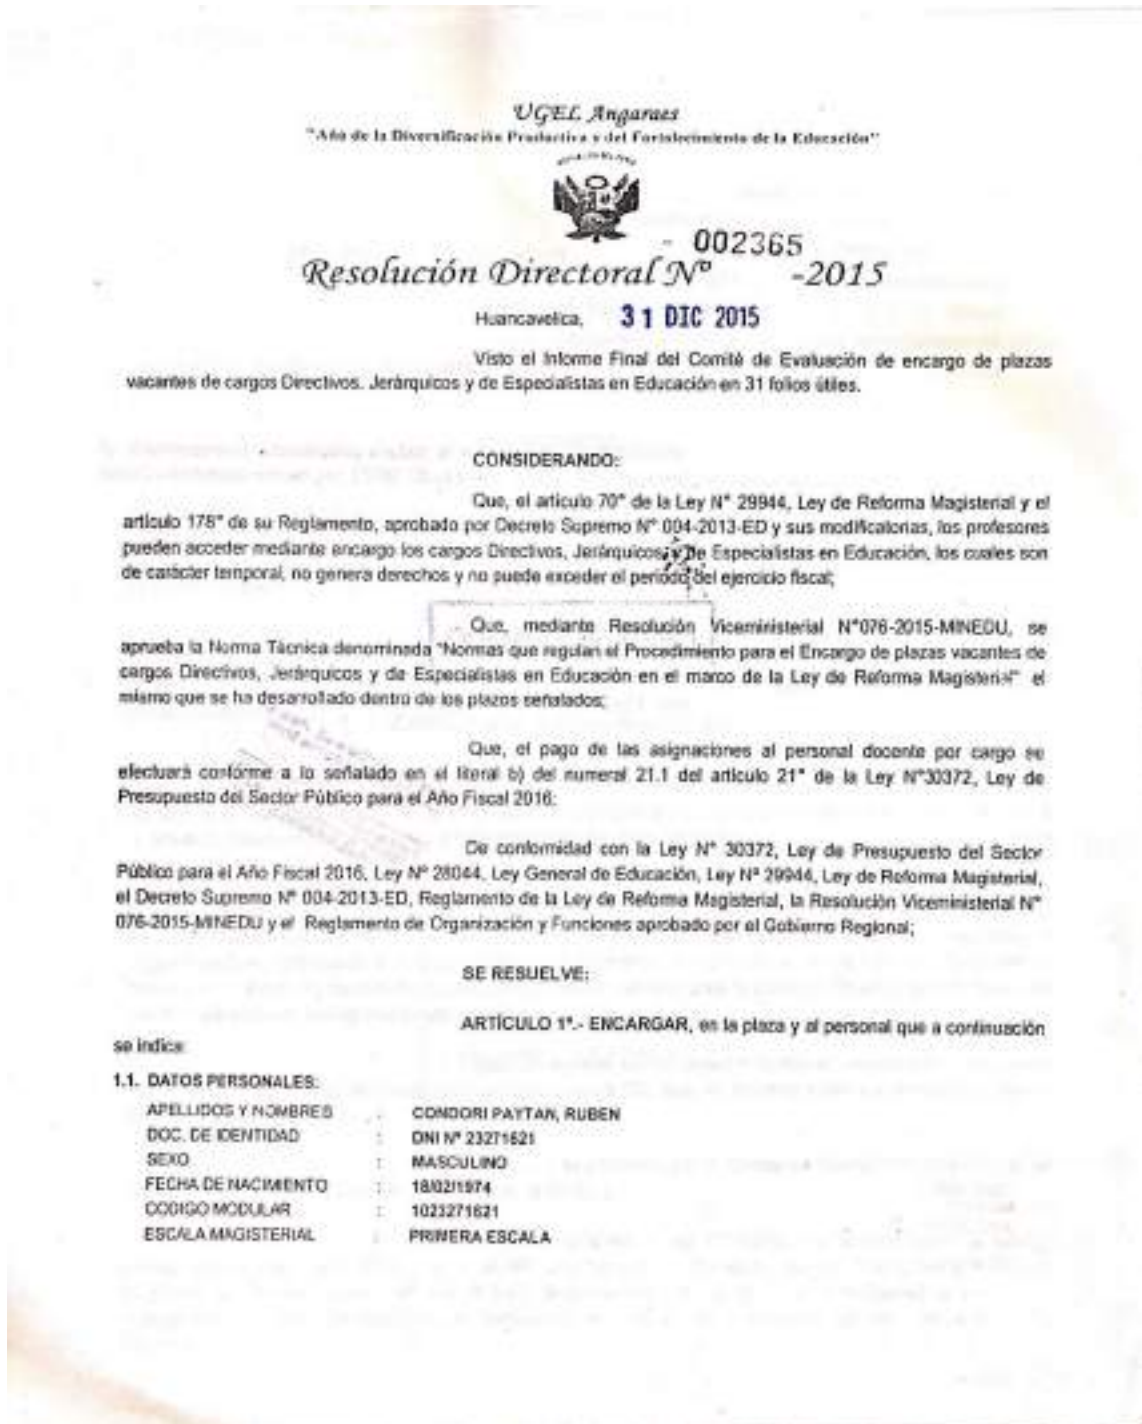 UGEL Angaraes
"Año de la Diversificación Productiva y del Fortalecimiento de la Educación"
- 002365
Resolución Directoral Nº -2015
Huancavelica, 31 DIC 2015
Visto el Informe Final del Comité de Evaluación de encargo de plazas
vacantes de cargos Directivos. Jerárquicos y de Especialistas en Educación en 31 folios útiles.
CONSIDERANDO:
Que, el artículo 70° de la Ley N° 29944, Ley de Reforma Magisterial y el
artículo 178° de su Reglamento, aprobado por Decreto Supremo N° 004-2013-ED y sus modificatorias, los profesores
pueden acceder mediante encargo los cargos Directivos, Jerárquicos y de Especialistas en Educación, los cuales son
de carácter temporal, no genera derechos y no puede exceder el periodo del ejercicio fiscal;
Que, mediante Resolución Viceministerial N°076-2015-MINEDU, se
aprueba la Norma Técnica denominada "Normas que regulan el Procedimiento para el Encargo de plazas vacantes de
cargos Directivos, Jerárquicos y de Especialistas en Educación en el marco de la Ley de Reforma Magisterial" el
mismo que se ha desarrollado dentro de los plazos señalados;
Que, el pago de las asignaciones al personal docente por cargo se
efectuará conforme a lo señalado en el literal b) del numeral 21.1 del artículo 21° de la Ley N°30372, Ley de
Presupuesto del Sector Público para el Año Fiscal 2016;
De conformidad con la Ley N° 30372, Ley de Presupuesto del Sector
Público para el Año Fiscal 2016, Ley Nº 28044, Ley General de Educación, Ley Nº 29944, Ley de Reforma Magisterial,
el Decreto Supremo N° 004-2013-ED, Reglamento de la Ley de Reforma Magisterial, la Resolución Viceministerial N°
076-2015-MINEDU y el Reglamento de Organización y Funciones aprobado por el Gobierno Regional;
SE RESUELVE:
ARTÍCULO 1°.- ENCARGAR, en la plaza y al personal que a continuación
se indica:
1.1. DATOS PERSONALES:
APELLIDOS Y NOMBRES : CONDORI PAYTAN, RUBEN
DOC. DE IDENTIDAD : DNI Nº 23271621
SEXO : MASCULINO
FECHA DE NACIMIENTO : 18/02/1974
CODIGO MODULAR : 1023271621
ESCALA MAGISTERIAL : PRIMERA ESCALA